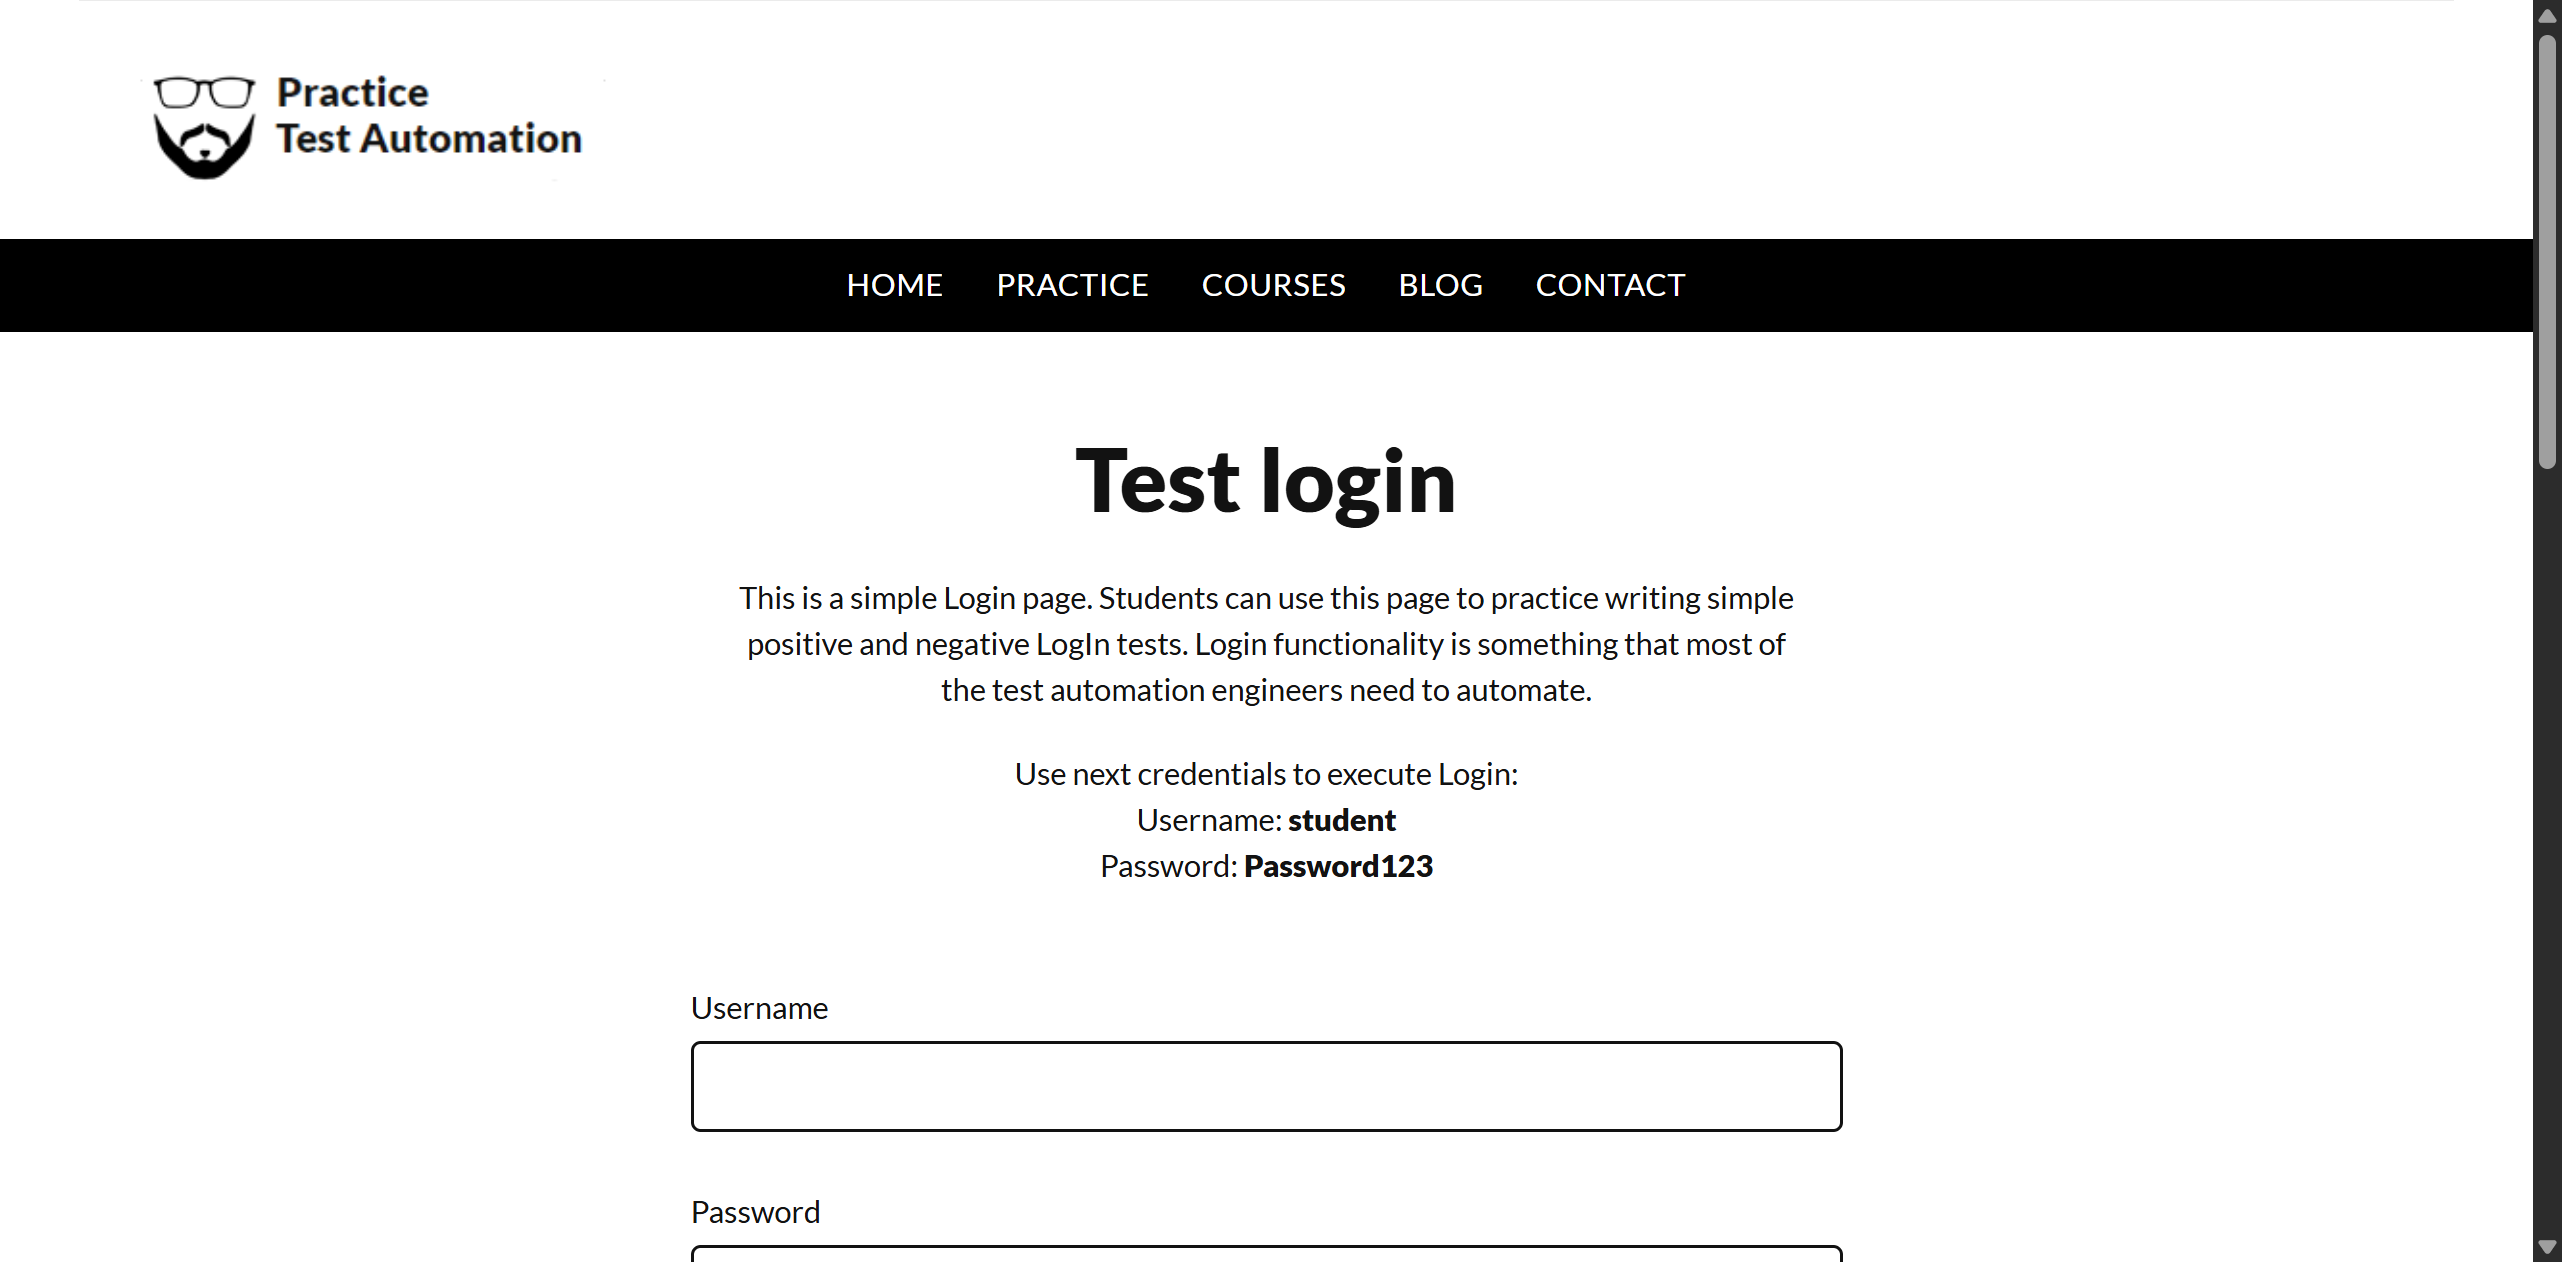 Practice
Test Automation
HOME PRACTICE COURSES BLOG CONTACT
Test login
This is a simple Login page. Students can use this page to practice writing simple
positive and negative LogIn tests. Login functionality is something that most of
the test automation engineers need to automate.
Use next credentials to execute Login:
Username: student
Password: Password123
Username
Password